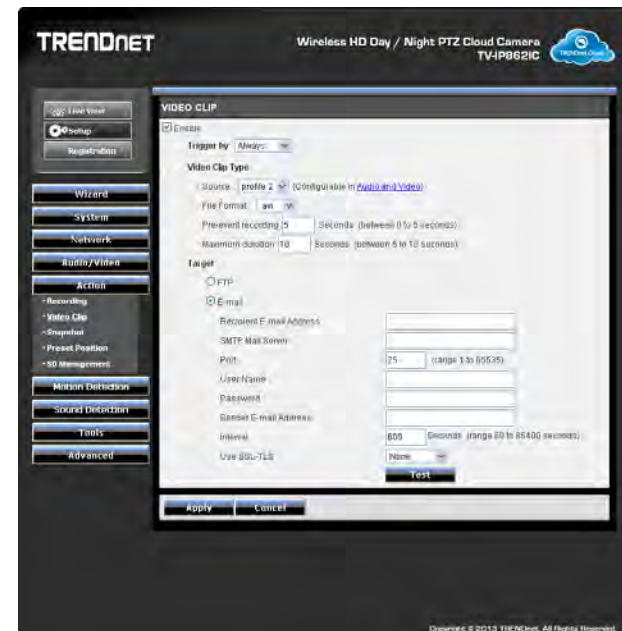 TRENDNET
Wireless HD Day / Night PTZ Cloud Camera
TV-IP862IC
TRENDnet Cloud
Live View
Setup
Registration
Wizard
System
Network
Audio/Video
Action
• Recording
• Video Clip
• Snapshot
• Preset Position
• SD Management
Motion Detection
Sound Detection
Tools
Advanced
VIDEO CLIP
Enable
Trigger by Always
Video Clip Type
Source profile 2 (Configurable in Audio and Video)
File Format avi
Pre-event recording 5 Seconds (between 0 to 5 seconds)
Maximum duration 10 Seconds (between 5 to 10 seconds)
Target
FTP
E-mail
Recipient E-mail Address
SMTP Mail Server
Port 25 (range 1 to 65535)
User Name
Password
Sender E-mail Address
Interval Seconds (range 60 to 86400 seconds)
Use SSL-TLS None
Test
Apply Cancel
Copyright © 2013 TRENDnet. All Rights Reserved.